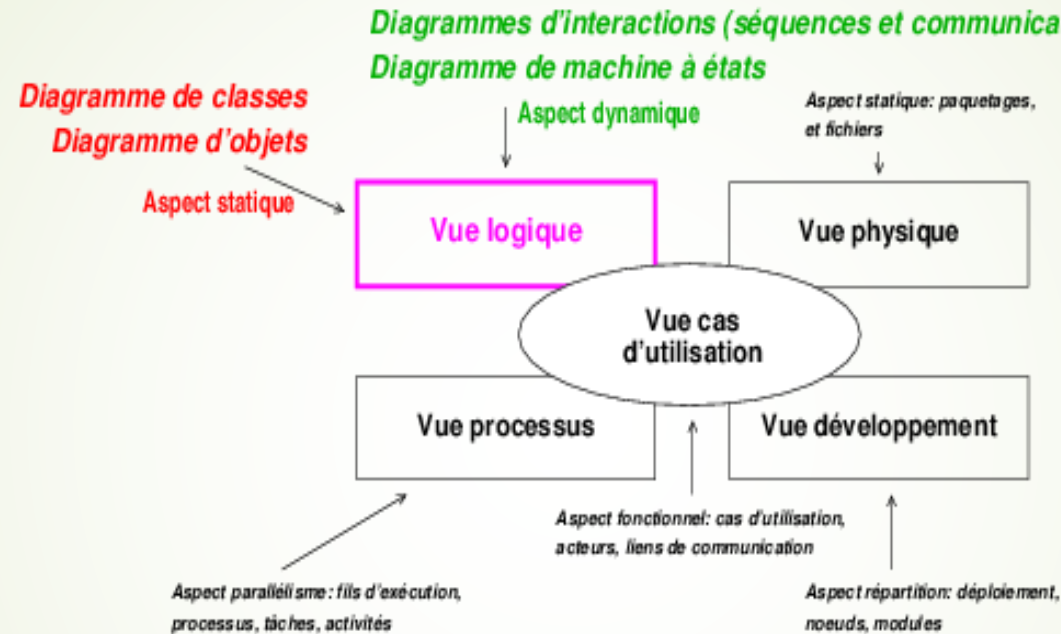 Diagrammes d'interactions (séquences et communica
Diagramme de machine à états
Diagramme de classes
Diagramme d'objets
Aspect dynamique
Aspect statique: paquetages,
et fichiers
Aspect statique
Vue logique
Vue physique
Vue cas
d'utilisation
Vue processus
Vue développement
Aspect fonctionnel: cas d'utilisation,
acteurs, liens de communication
Aspect parallélisme: fils d'exécution,
processus, tâches, activités
Aspect répartition: déploiement,
noeuds, modules